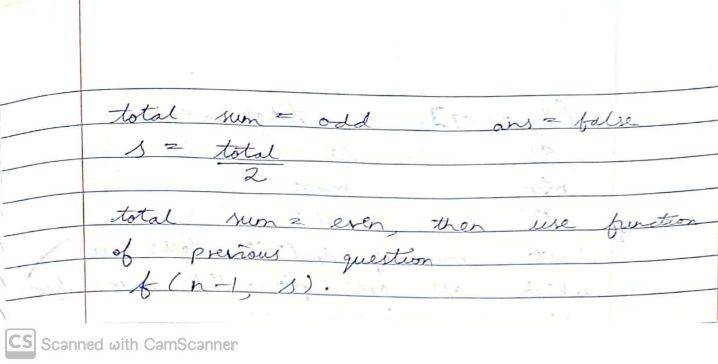 total sum = odd ans = false
s = total
2
total sum = even, then use function
of previous question
f(n-1, s).
CS Scanned with CamScanner